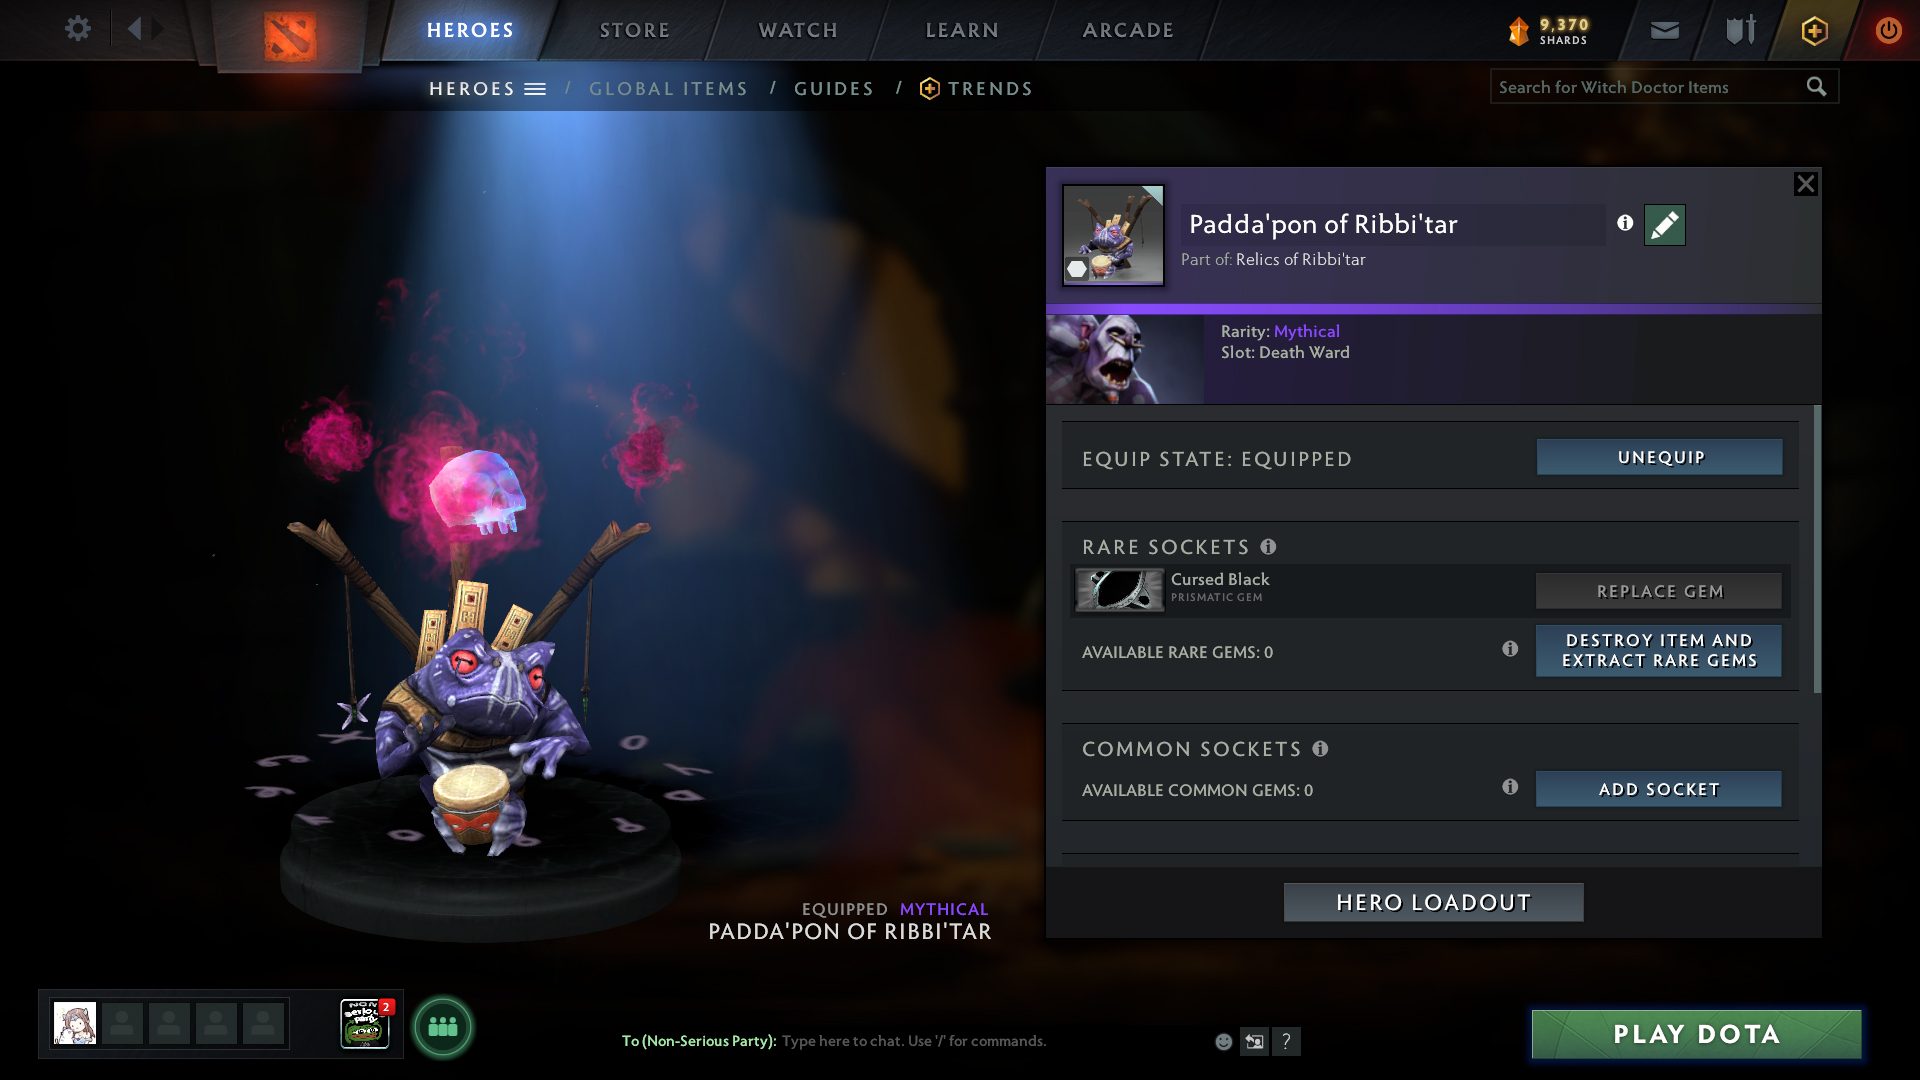 HEROES
STORE
WATCH
LEARN
ARCADE
9,370
SHARDS
HEROES / GLOBAL ITEMS / GUIDES / TRENDS
Search for Witch Doctor Items
Padda'pon of Ribbi'tar
Part of: Relics of Ribbi'tar
Rarity: Mythical
Slot: Death Ward
EQUIP STATE: EQUIPPED
UNEQUIP
RARE SOCKETS
Cursed Black
PRISMATIC GEM
REPLACE GEM
AVAILABLE RARE GEMS: 0
DESTROY ITEM AND
EXTRACT RARE GEMS
COMMON SOCKETS
AVAILABLE COMMON GEMS: 0
ADD SOCKET
HERO LOADOUT
EQUIPPED MYTHICAL
PADDA'PON OF RIBBI'TAR
NON
serious
party
2
To (Non-Serious Party): Type here to chat. Use '/' for commands.
?
PLAY DOTA